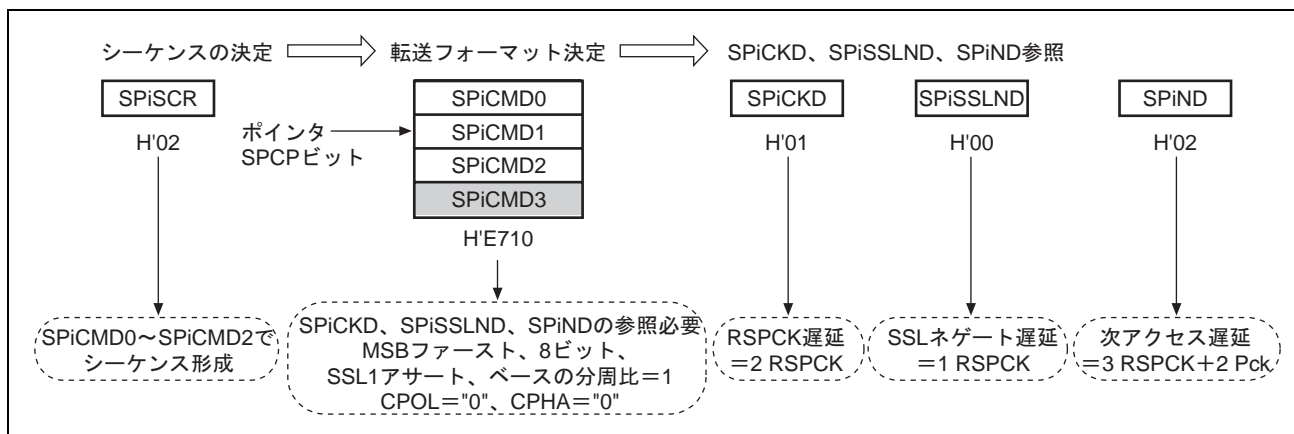 シーケンスの決定
転送フォーマット決定
SPiCKD、SPiSSLND、SPiND参照
SPiSCR
SPiCMD0
SPiCMD1
SPiCMD2
SPiCMD3
SPiCKD
SPiSSLND
SPiND
ポインタ
SPCPビット
H'02
H'E710
H'01
H'00
H'02
SPiCMD0～SPiCMD2で
シーケンス形成
SPiCKD、SPiSSLND、SPiNDの参照必要
MSBファースト、8ビット、
SSL1アサート、ベースの分周比＝1
CPOL＝"0"、CPHA＝"0"
RSPCK遅延
＝2 RSPCK
SSLネゲート遅延
＝1 RSPCK
次アクセス遅延
＝3 RSPCK＋2 Pck